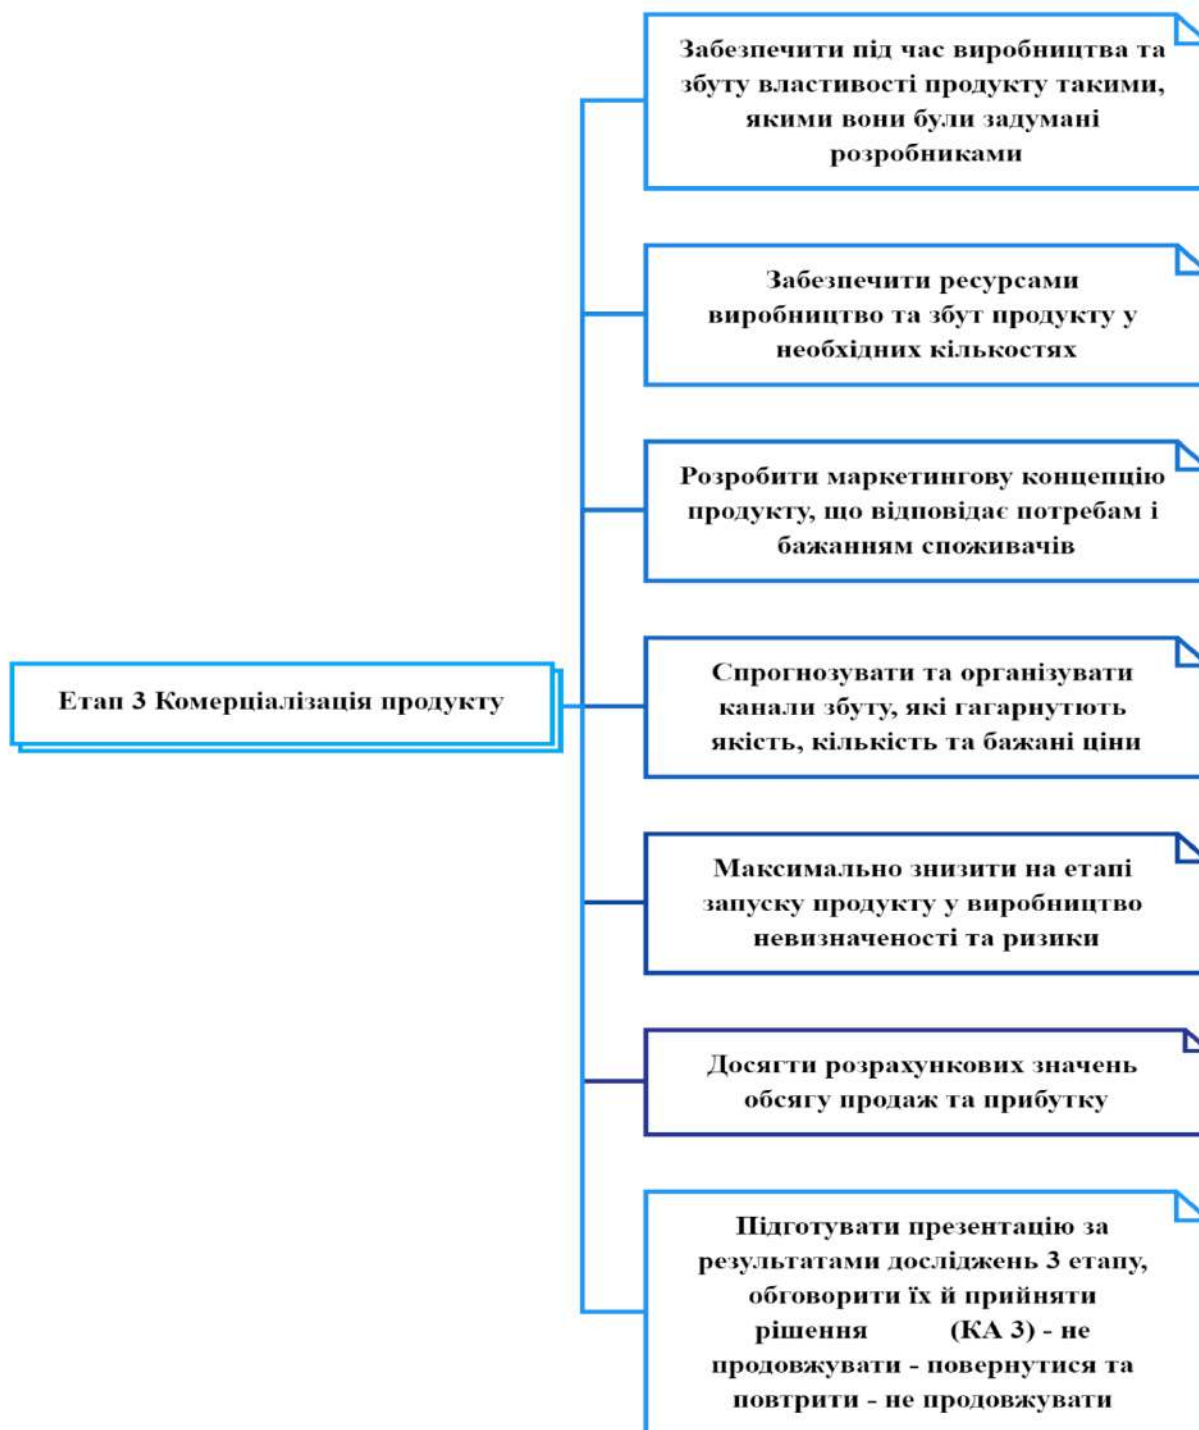 Забезпечити під час виробництва та
збуту властивості продукту такими,
якими вони були задумані
розробниками
Забезпечити ресурсами
виробництво та збут продукту у
необхідних кількостях
Розробити маркетингову концепцію
продукту, що відповідає потребам і
бажанням споживачів
Етап 3 Комерціалізація продукту
Спрогнозувати та організувати
канали збуту, які гагарнутють
якість, кількість та бажані ціни
Максимально знизити на етапі
запуску продукту у виробництво
невизначеності та ризики
Досягти розрахункових значень
обсягу продаж та прибутку
Підготувати презентацію за
результатами досліджень 3 етапу,
обговорити їх й прийняти
рішення (КА 3) - не
продовжувати - повернутися та
повтрити - не продовжувати